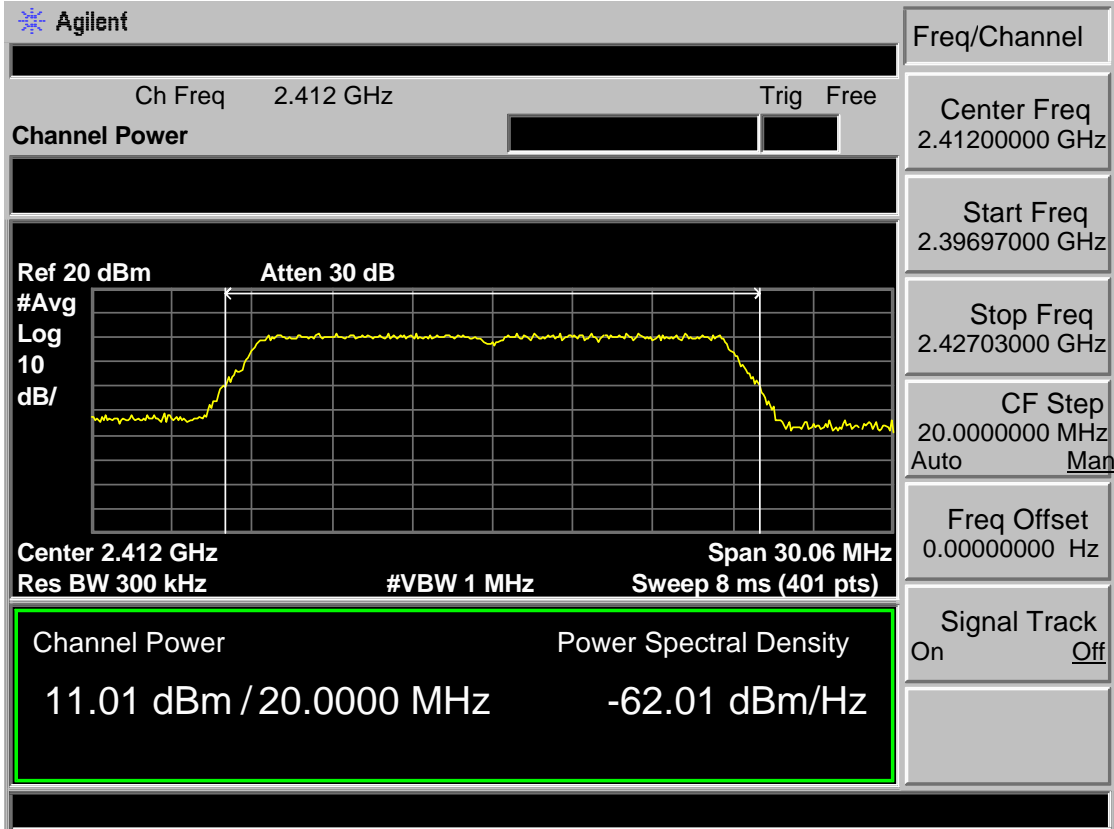 Agilent
Freq/Channel
Ch Freq 2.412 GHz Trig Free
Channel Power
Center Freq
2.41200000 GHz
Start Freq
2.39697000 GHz
Stop Freq
2.42703000 GHz
CF Step
20.0000000 MHz
Auto Man
Freq Offset
0.00000000 Hz
Signal Track
On Off
Ref 20 dBm Atten 30 dB
#Avg
Log
10
dB/
Center 2.412 GHz Span 30.06 MHz
Res BW 300 kHz #VBW 1 MHz Sweep 8 ms (401 pts)
Channel Power Power Spectral Density
11.01 dBm / 20.0000 MHz -62.01 dBm/Hz